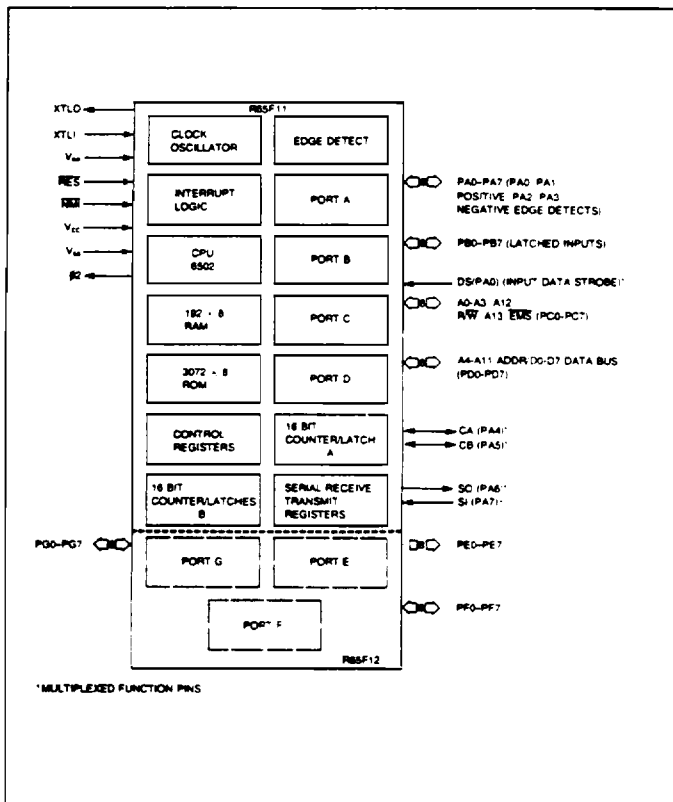 R65F11
XTLO
XTLI
RES
NMI
VCC
VSS
CLOCK
OSCILLATOR
EDGE DETECT
INTERRUPT
LOGIC
PORT A
PA0-PA7 (PA0 PA1
POSITIVE PA2 PA3
NEGATIVE EDGE DETECTS)
CPU
6502
PORT B
PB0-PB7 (LATCHED INPUTS)
DS/PA0) (INPUT DATA STROBE)*
192 × 8
RAM
PORT C
A0-A3 A12
R/W A13 EMS (PC0-PC7)
3072 × 8
ROM
PORT D
A4-A11 ADDR/D0-D7 DATA BUS
(PD0-PD7)
CONTROL
REGISTERS
16 BIT
COUNTER/LATCH
A
CA (PA4)*
CB (PA5)*
16 BIT
COUNTER/LATCHES
B
SERIAL RECEIVE
TRANSMIT
REGISTERS
SO (PA6)*
SI (PA7)*
PG0-PG7
PORT G
PORT E
PE0-PE7
PORT F
PF0-PF7
R65F12
*MULTIPLEXED FUNCTION PINS